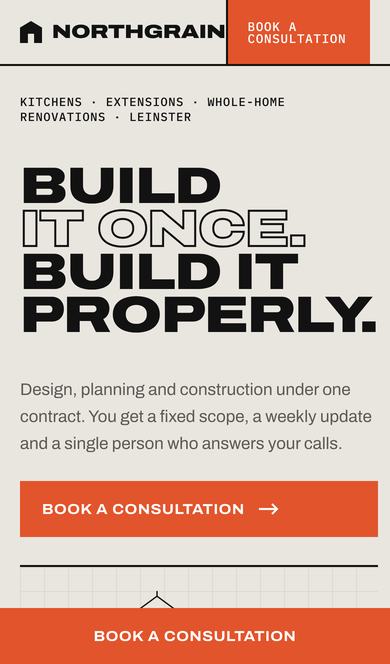 NORTHGRAIN
BOOK A
CONSULTATION
KITCHENS · EXTENSIONS · WHOLE-HOME
RENOVATIONS · LEINSTER
BUILD
IT ONCE.
BUILD IT
PROPERLY.
Design, planning and construction under one
contract. You get a fixed scope, a weekly update
and a single person who answers your calls.
BOOK A CONSULTATION →
BOOK A CONSULTATION